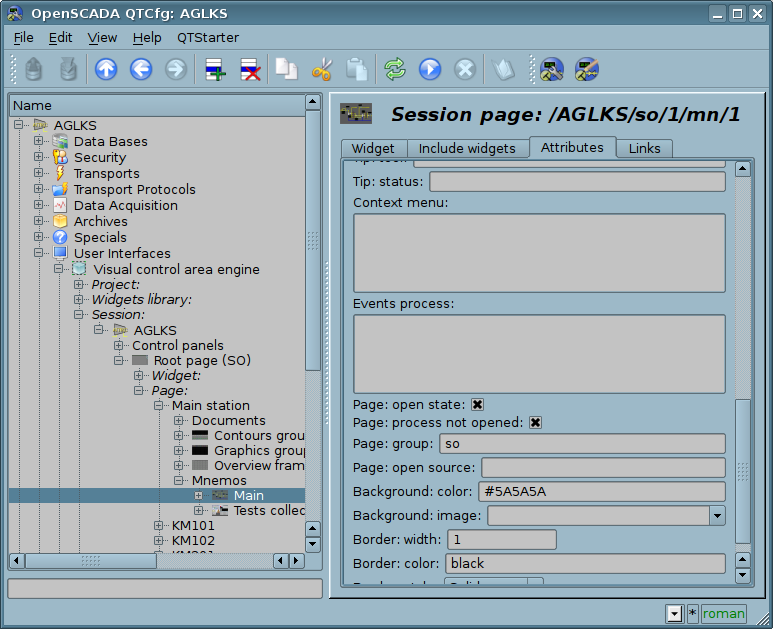 OpenSCADA QTCfg: AGLKS
File Edit View Help QTStarter
Name
AGLKS
Data Bases
Security
Transports
Transport Protocols
Data Acquisition
Archives
Specials
User Interfaces
Visual control area engine
Project:
Widgets library:
Session:
AGLKS
Control panels
Root page (SO)
Widget:
Page:
Main station
Documents
Contours grou
Graphics group
Overview fram
Mnemos
Main
Tests collec
KM101
KM102
Session page: /AGLKS/so/1/mn/1
Widget Include widgets Attributes Links
Tip: status:
Context menu:
Events process:
Page: open state:
Page: process not opened:
Page: group: so
Page: open source:
Background: color: #5A5A5A
Background: image:
Border: width: 1
Border: color: black
* roman